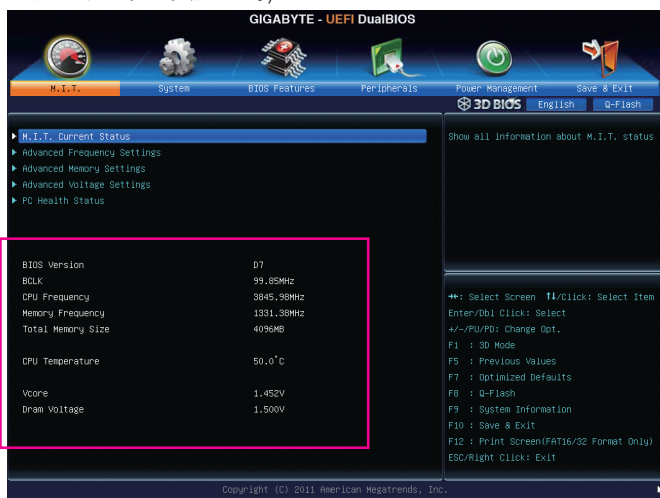 GIGABYTE - UEFI DualBIOS
M.I.T.
System
BIOS Features
Peripherals
Power Management
Save & Exit
3D BIOS English Q-Flash
M.I.T. Current Status
Advanced Frequency Settings
Advanced Memory Settings
Advanced Voltage Settings
PC Health Status
Show all information about M.I.T. status
BIOS Version D7
BCLK 99.85MHz
CPU Frequency 3845.98MHz
Memory Frequency 1331.38MHz
Total Memory Size 4096MB
CPU Temperature 50.0°C
Vcore 1.452V
Dram Voltage 1.500V
→←: Select Screen ↑↓/Click: Select Item
Enter/Dbl Click: Select
+/-/PU/PD: Change Opt.
F1 : 3D Mode
F5 : Previous Values
F7 : Optimized Defaults
F8 : Q-Flash
F9 : System Information
F10 : Save & Exit
F12 : Print Screen(FAT16/32 Format Only)
ESC/Right Click: Exit
Copyright (C) 2011 American Megatrends, Inc.